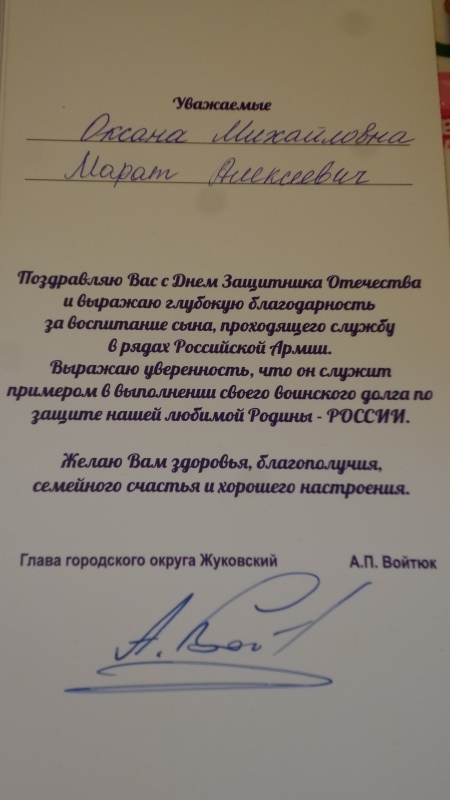 Уважаемые
Оксана Михайловна
Марат Алексеевич
Поздравляю Вас с Днем Защитника Отечества
и выражаю глубокую благодарность
за воспитание сына, проходящего службу
в рядах Российской Армии.
Выражаю уверенность, что он служит
примером в выполнении своего воинского долга по
защите нашей любимой Родины - РОССИИ.
Желаю Вам здоровья, благополучия,
семейного счастья и хорошего настроения.
Глава городского округа Жуковский А.П. Войтюк
А. Войт